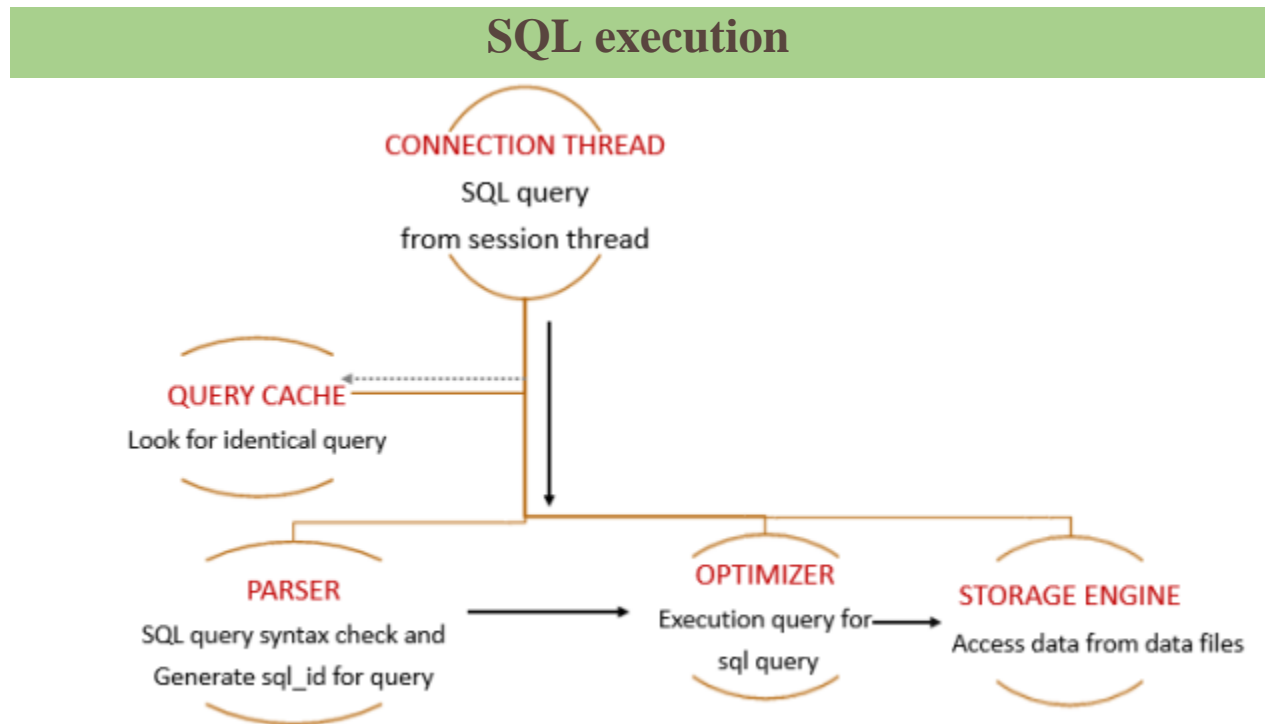 SQL execution
CONNECTION THREAD
SQL query
from session thread
QUERY CACHE
Look for identical query
PARSER
SQL query syntax check and
Generate sql_id for query
OPTIMIZER
Execution query for
sql query
STORAGE ENGINE
Access data from data files